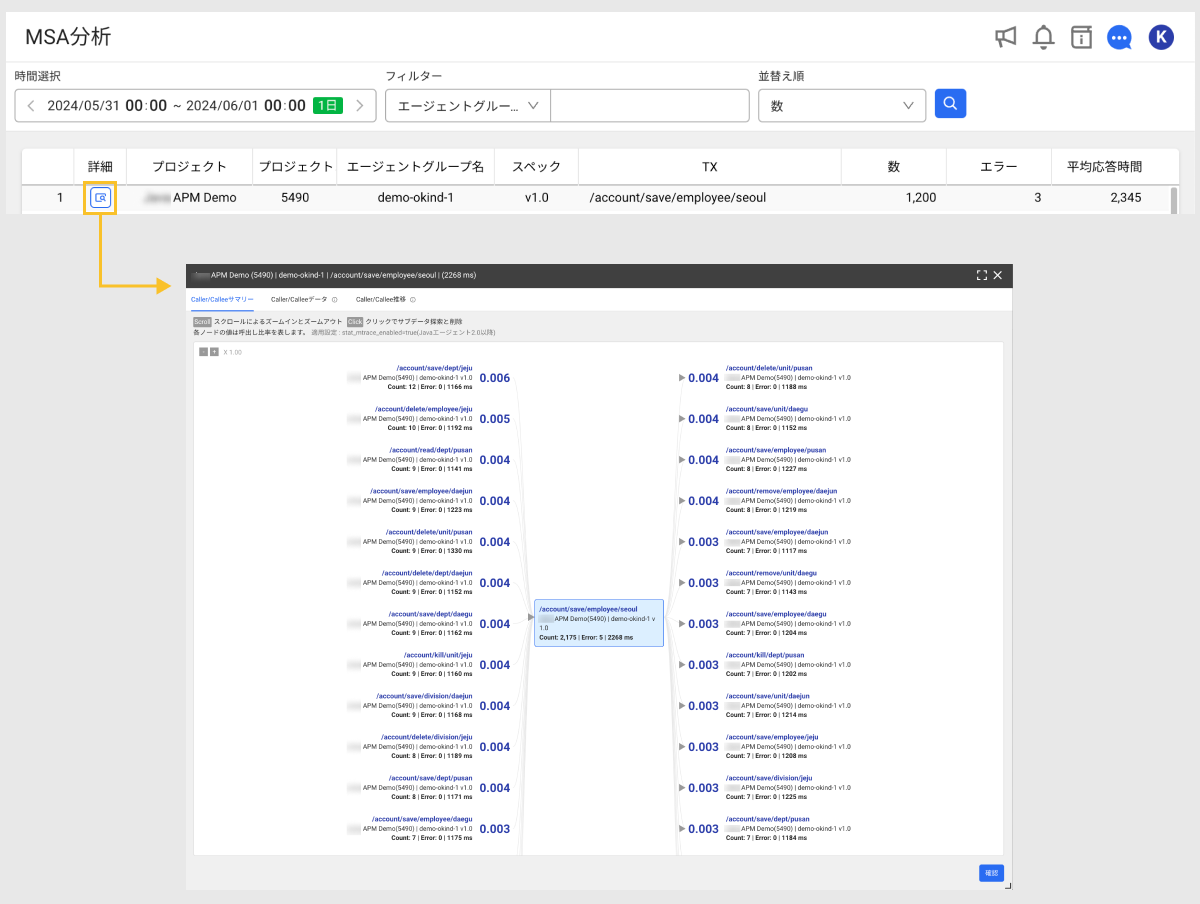 MSA分析
K
時間選択
フィルター
並替え順
2024/05/31 00:00 ~ 2024/06/01 00:00 1日
エージェントグルー...
数
詳細 プロジェクト プロジェクト エージェントグループ名 スペック TX 数 エラー 平均応答時間
1 APM Demo 5490 demo-okind-1 v1.0 /account/save/employee/seoul 1,200 3 2,345
APM Demo (5490) | demo-okind-1 | /account/save/employee/seoul | (2268 ms)
Caller/Calleeサマリー Caller/Calleeデータ Caller/Callee推移
Scroll スクロールによるズームインとズームアウト Click クリックでサブデータ探索と削除
各ノードの値は呼出し比率を表します。 適用設定 : stat_mtrace_enabled=true(Javaエージェント2.0以降)
- + X 1.00
/account/save/dept/jeju
APM Demo(5490) | demo-okind-1 v1.0
Count: 12 | Error: 0 | 1166 ms
0.006
/account/delete/employee/jeju
APM Demo(5490) | demo-okind-1 v1.0
Count: 10 | Error: 0 | 1192 ms
0.005
/account/read/dept/pusan
APM Demo(5490) | demo-okind-1 v1.0
Count: 9 | Error: 0 | 1141 ms
0.004
/account/save/employee/daejun
APM Demo(5490) | demo-okind-1 v1.0
Count: 9 | Error: 0 | 1223 ms
0.004
/account/delete/unit/pusan
APM Demo(5490) | demo-okind-1 v1.0
Count: 9 | Error: 0 | 1330 ms
0.004
/account/delete/dept/daejun
APM Demo(5490) | demo-okind-1 v1.0
Count: 9 | Error: 0 | 1152 ms
0.004
/account/save/dept/daegu
APM Demo(5490) | demo-okind-1 v1.0
Count: 9 | Error: 0 | 1162 ms
0.004
/account/kill/unit/jeju
APM Demo(5490) | demo-okind-1 v1.0
Count: 9 | Error: 0 | 1160 ms
0.004
/account/save/division/daejun
APM Demo(5490) | demo-okind-1 v1.0
Count: 9 | Error: 0 | 1168 ms
0.004
/account/delete/division/jeju
APM Demo(5490) | demo-okind-1 v1.0
Count: 8 | Error: 0 | 1189 ms
0.004
/account/save/dept/pusan
APM Demo(5490) | demo-okind-1 v1.0
Count: 8 | Error: 0 | 1171 ms
0.004
/account/save/employee/daegu
APM Demo(5490) | demo-okind-1 v1.0
Count: 7 | Error: 0 | 1175 ms
0.003
/account/save/employee/seoul
APM Demo(5490) | demo-okind-1 v
1.0
Count: 2,175 | Error: 5 | 2268 ms
0.004
/account/delete/unit/pusan
APM Demo(5490) | demo-okind-1 v1.0
Count: 8 | Error: 0 | 1188 ms
0.004
/account/save/unit/daegu
APM Demo(5490) | demo-okind-1 v1.0
Count: 8 | Error: 0 | 1152 ms
0.004
/account/save/employee/pusan
APM Demo(5490) | demo-okind-1 v1.0
Count: 8 | Error: 0 | 1227 ms
0.004
/account/remove/employee/daejun
APM Demo(5490) | demo-okind-1 v1.0
Count: 8 | Error: 0 | 1219 ms
0.003
/account/save/employee/daejun
APM Demo(5490) | demo-okind-1 v1.0
Count: 7 | Error: 0 | 1117 ms
0.003
/account/remove/unit/daegu
APM Demo(5490) | demo-okind-1 v1.0
Count: 7 | Error: 0 | 1143 ms
0.003
/account/save/employee/daegu
APM Demo(5490) | demo-okind-1 v1.0
Count: 7 | Error: 0 | 1204 ms
0.003
/account/kill/dept/pusan
APM Demo(5490) | demo-okind-1 v1.0
Count: 7 | Error: 0 | 1202 ms
0.003
/account/save/unit/daejun
APM Demo(5490) | demo-okind-1 v1.0
Count: 7 | Error: 0 | 1214 ms
0.003
/account/save/employee/jeju
APM Demo(5490) | demo-okind-1 v1.0
Count: 7 | Error: 0 | 1208 ms
0.003
/account/save/division/jeju
APM Demo(5490) | demo-okind-1 v1.0
Count: 7 | Error: 0 | 1225 ms
0.003
/account/save/dept/pusan
APM Demo(5490) | demo-okind-1 v1.0
Count: 7 | Error: 0 | 1184 ms
確認